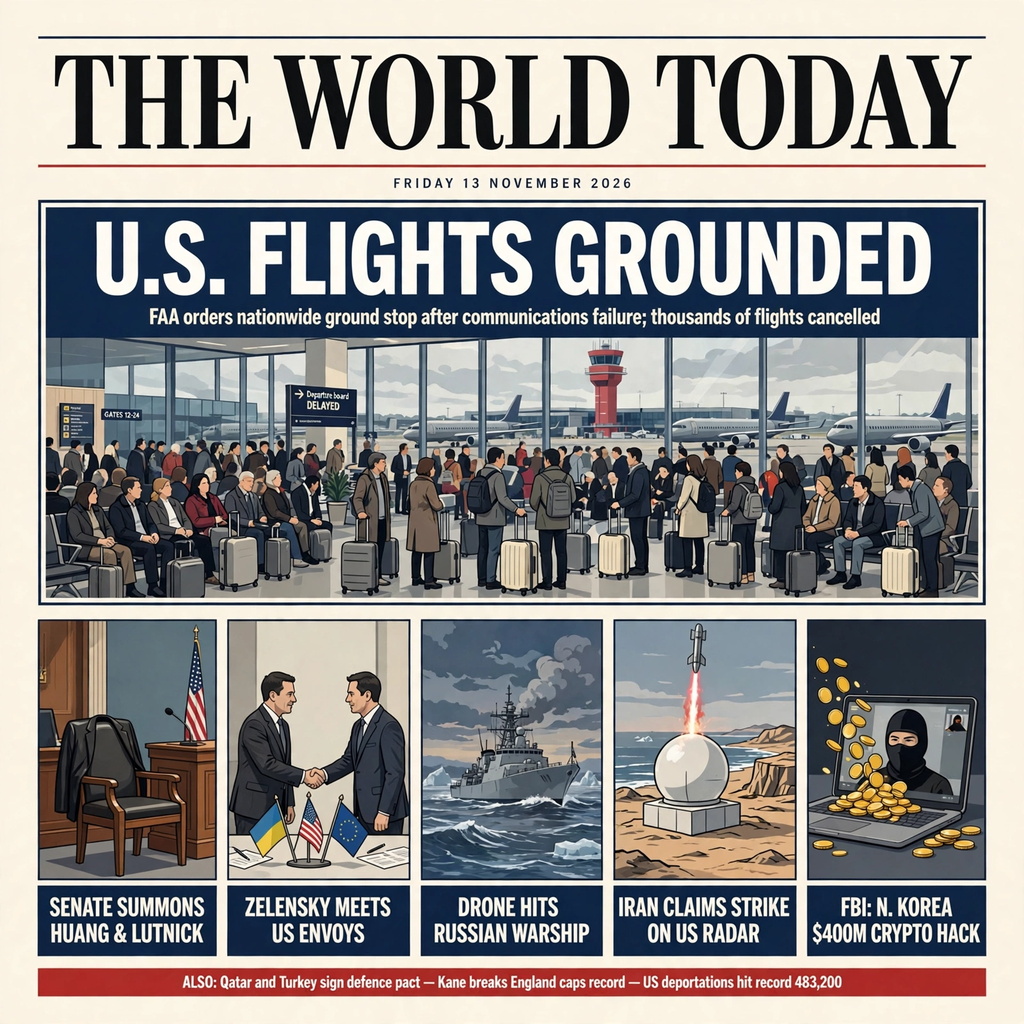 THE WORLD TODAY
FRIDAY 13 NOVEMBER 2026
U.S. FLIGHTS GROUNDED
FAA orders nationwide ground stop after communications failure; thousands of flights cancelled
→ Departure board
DELAYED
GATES 12-24
SENATE SUMMONS
HUANG & LUTNICK
ZELENSKY MEETS
US ENVOYS
DRONE HITS
RUSSIAN WARSHIP
IRAN CLAIMS STRIKE
ON US RADAR
FBI: N. KOREA
$400M CRYPTO HACK
ALSO: Qatar and Turkey sign defence pact — Kane breaks England caps record — US deportations hit record 483,200